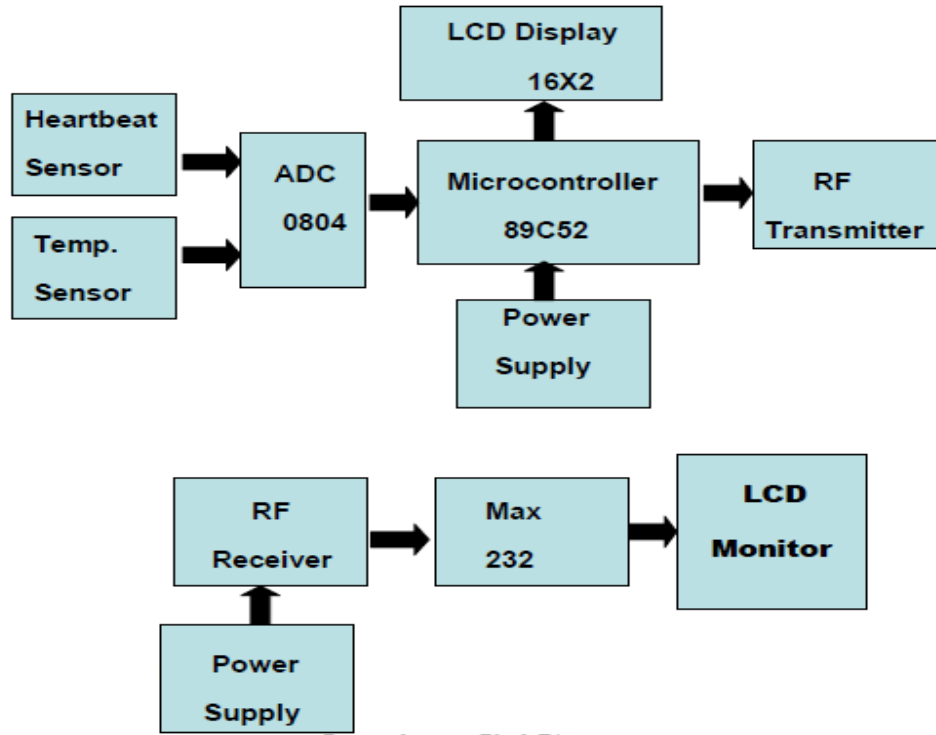 LCD Display
16X2
Heartbeat
Sensor
ADC
0804
Microcontroller
89C52
RF
Transmitter
Temp.
Sensor
Power
Supply
RF
Receiver
Max
232
LCD
Monitor
Power
Supply